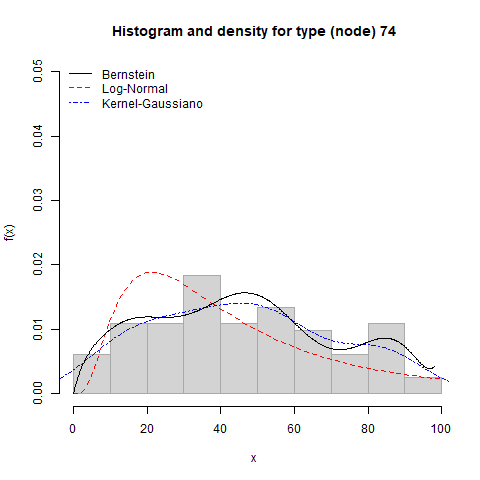 Histogram and density for type (node) 74
Bernstein
Log-Normal
Kernel-Gaussiano
f(x)
0.05
0.04
0.03
0.02
0.01
0.00
0 20 40 60 80 100
x